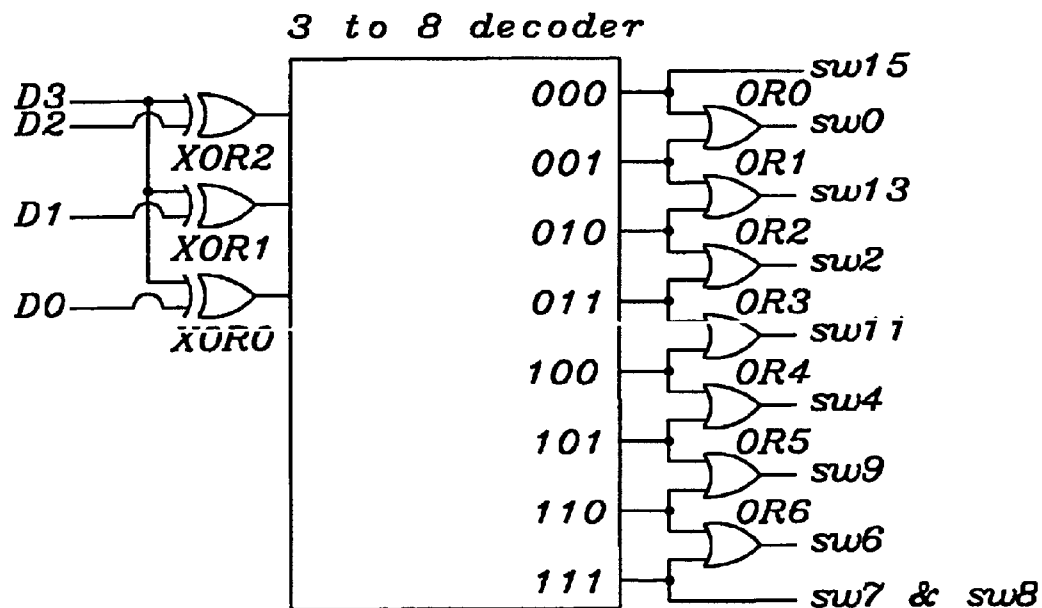 3 to 8 decoder
D3
D2
XOR2
D1
XOR1
D0
XOR0
000
001
010
011
100
101
110
111
sw15
OR0
sw0
OR1
sw13
OR2
sw2
OR3
sw11
OR4
sw4
OR5
sw9
OR6
sw6
sw7 & sw8